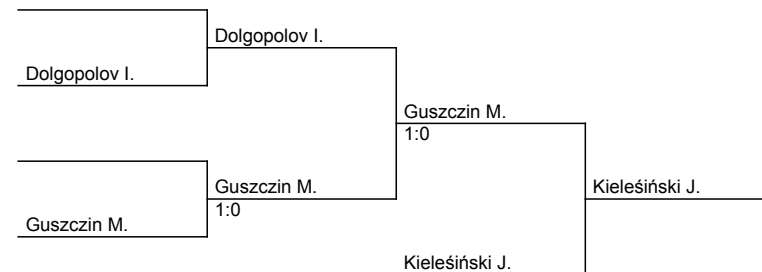 Dolgopolov I.
Dolgopolov I.
Guszczin M.
1:0
Guszczin M.
1:0
Kieleśiński J.
Guszczin M.
Kieleśiński J.